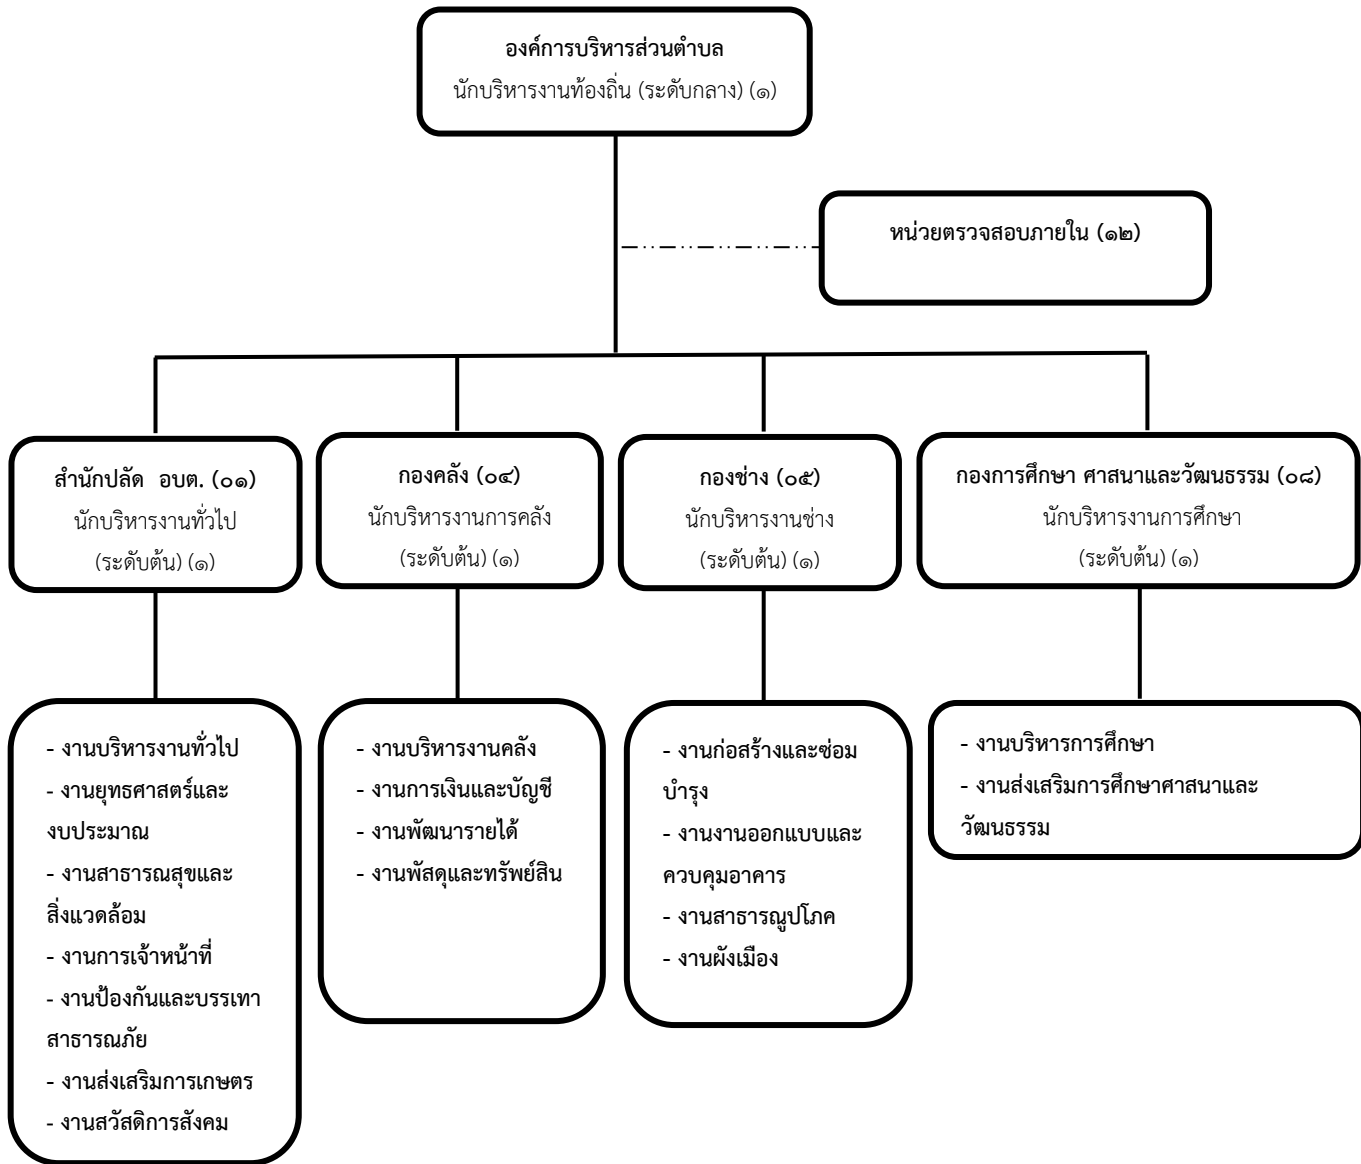 องค์การบริหารส่วนตำบล
นักบริหารงานท้องถิ่น (ระดับกลาง) (๑)
หน่วยตรวจสอบภายใน (๑๒)
สำนักปลัด อบต. (๐๑)
นักบริหารงานทั่วไป
(ระดับต้น) (๑)
กองคลัง (๐๔)
นักบริหารงานการคลัง
(ระดับต้น) (๑)
กองช่าง (๐๕)
นักบริหารงานช่าง
(ระดับต้น) (๑)
กองการศึกษา ศาสนาและวัฒนธรรม (๐๘)
นักบริหารงานการศึกษา
(ระดับต้น) (๑)
- งานบริหารงานทั่วไป
- งานยุทธศาสตร์และ
งบประมาณ
- งานสาธารณสุขและ
สิ่งแวดล้อม
- งานการเจ้าหน้าที่
- งานป้องกันและบรรเทา
สาธารณภัย
- งานส่งเสริมการเกษตร
- งานสวัสดิการสังคม
- งานบริหารงานคลัง
- งานการเงินและบัญชี
- งานพัฒนารายได้
- งานพัสดุและทรัพย์สิน
- งานก่อสร้างและซ่อม
บำรุง
- งานงานออกแบบและ
ควบคุมอาคาร
- งานสาธารณูปโภค
- งานผังเมือง
- งานบริหารการศึกษา
- งานส่งเสริมการศึกษาศาสนาและ
วัฒนธรรม